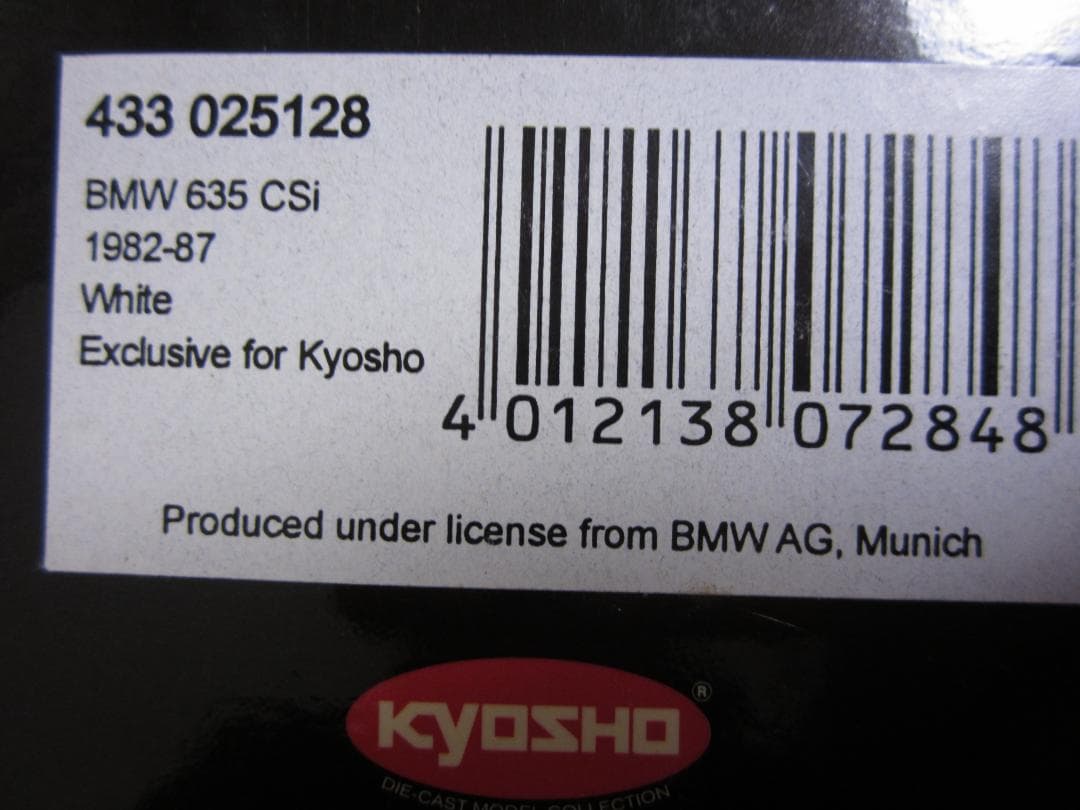 433 025128
BMW 635 CSi
1982-87
White
Exclusive for Kyosho
4 012138 072848
Produced under license from BMW AG, Munich
KYOSHO ®
DIE-CAST MODEL COLLECTION